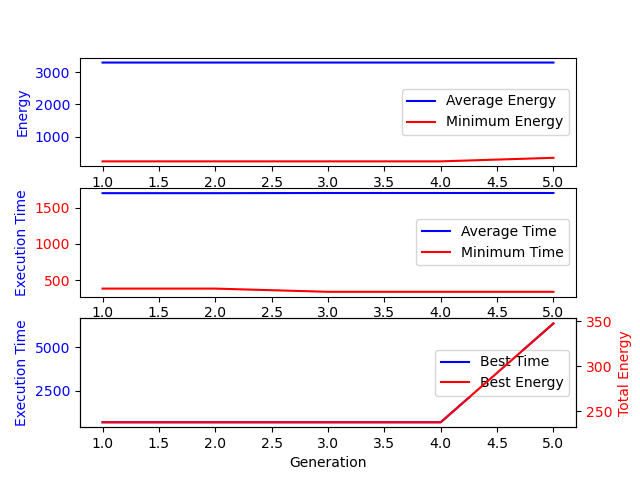 3000
2000
1000
Energy
Average Energy
Minimum Energy
1.0 1.5 2.0 2.5 3.0 3.5 4.0 4.5 5.0
1500
1000
500
Execution Time
Average Time
Minimum Time
1.0 1.5 2.0 2.5 3.0 3.5 4.0 4.5 5.0
5000
2500
Execution Time
Best Time
Best Energy
350
300
250
Total Energy
1.0 1.5 2.0 2.5 3.0 3.5 4.0 4.5 5.0
Generation